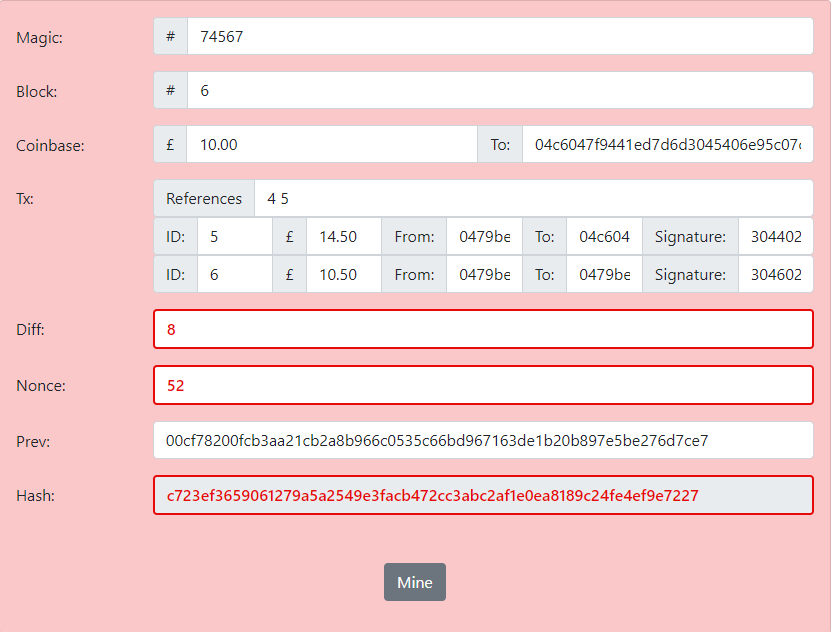 Magic: # 74567
Block: # 6
Coinbase: £ 10.00 To: 04c6047f9441ed7d6d3045406e95c07c
Tx: References 4 5
ID: 5 £ 14.50 From: 0479be To: 04c604 Signature: 304402
ID: 6 £ 10.50 From: 0479be To: 0479be Signature: 304602
Diff: 8
Nonce: 52
Prev: 00cf78200fcb3aa21cb2a8b966c0535c66bd967163de1b20b897e5be276d7ce7
Hash: c723ef3659061279a5a2549e3facb472cc3abc2af1e0ea8189c24fe4ef9e7227
Mine